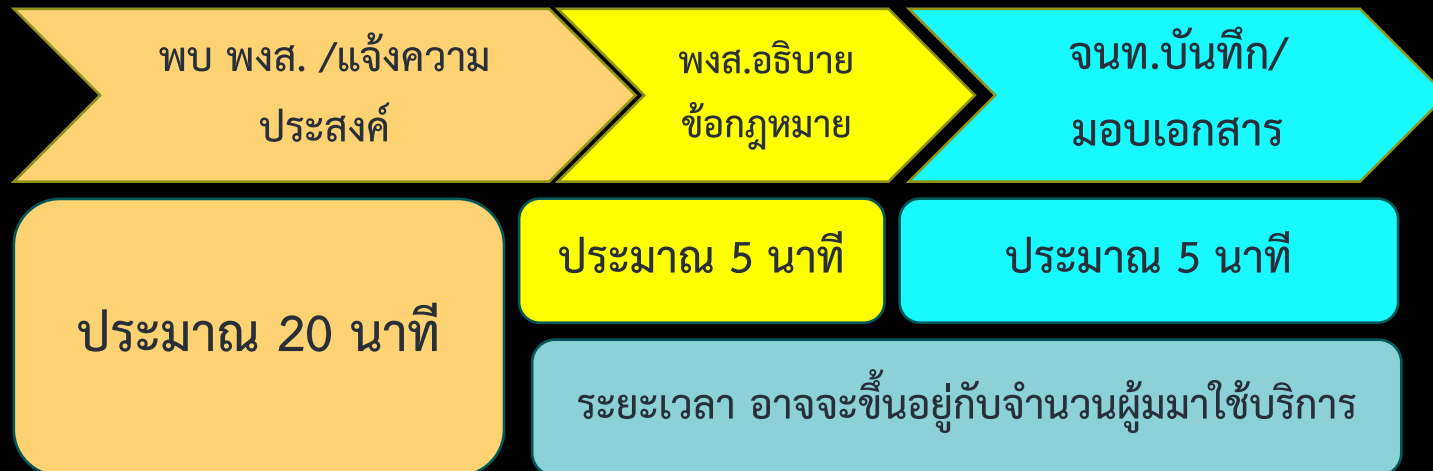 พบ พงส. /แจ้งความ
ประสงค์
พงส.อธิบาย
ข้อกฎหมาย
จนท.บันทึก/
มอบเอกสาร
ประมาณ 20 นาที
ประมาณ 5 นาที
ประมาณ 5 นาที
ระยะเวลา อาจจะขึ้นอยู่กับจำนวนผู้มมาใช้บริการ